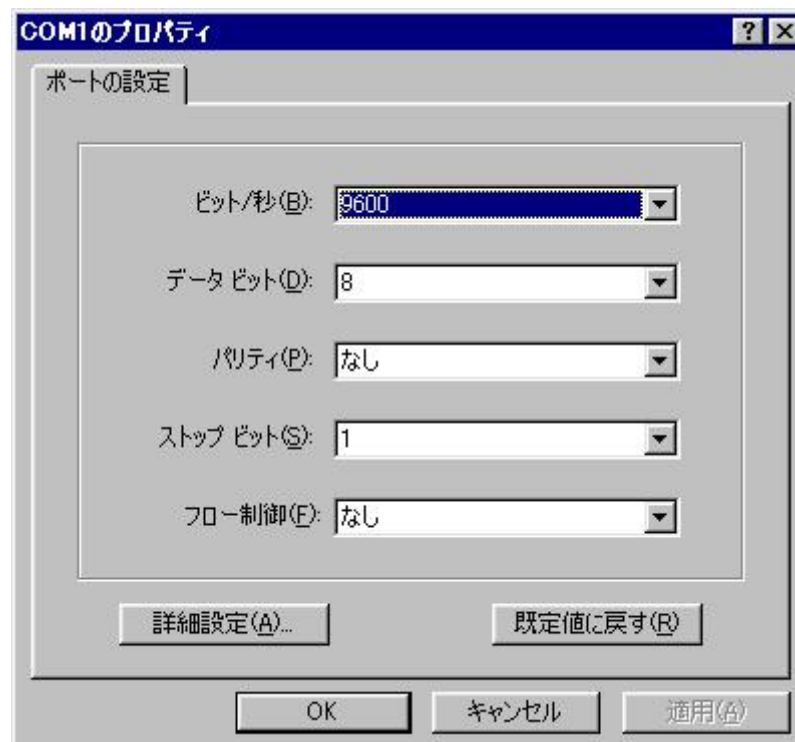 COM1のプロパティ
ポートの設定
ビット/秒(B): 9600
データ ビット(D): 8
パリティ(P): なし
ストップ ビット(S): 1
フロー制御(F): なし
詳細設定(A)... 既定値に戻す(R)
OK キャンセル 適用(A)